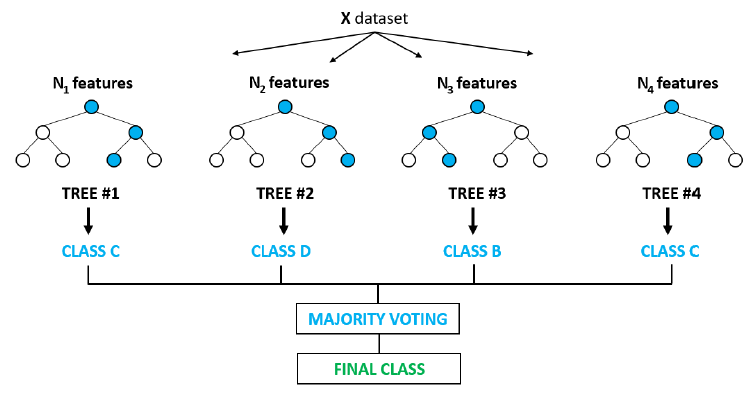 X dataset
N₁ features N₂ features N₃ features N₄ features
TREE #1 TREE #2 TREE #3 TREE #4
CLASS C CLASS D CLASS B CLASS C
MAJORITY VOTING
FINAL CLASS